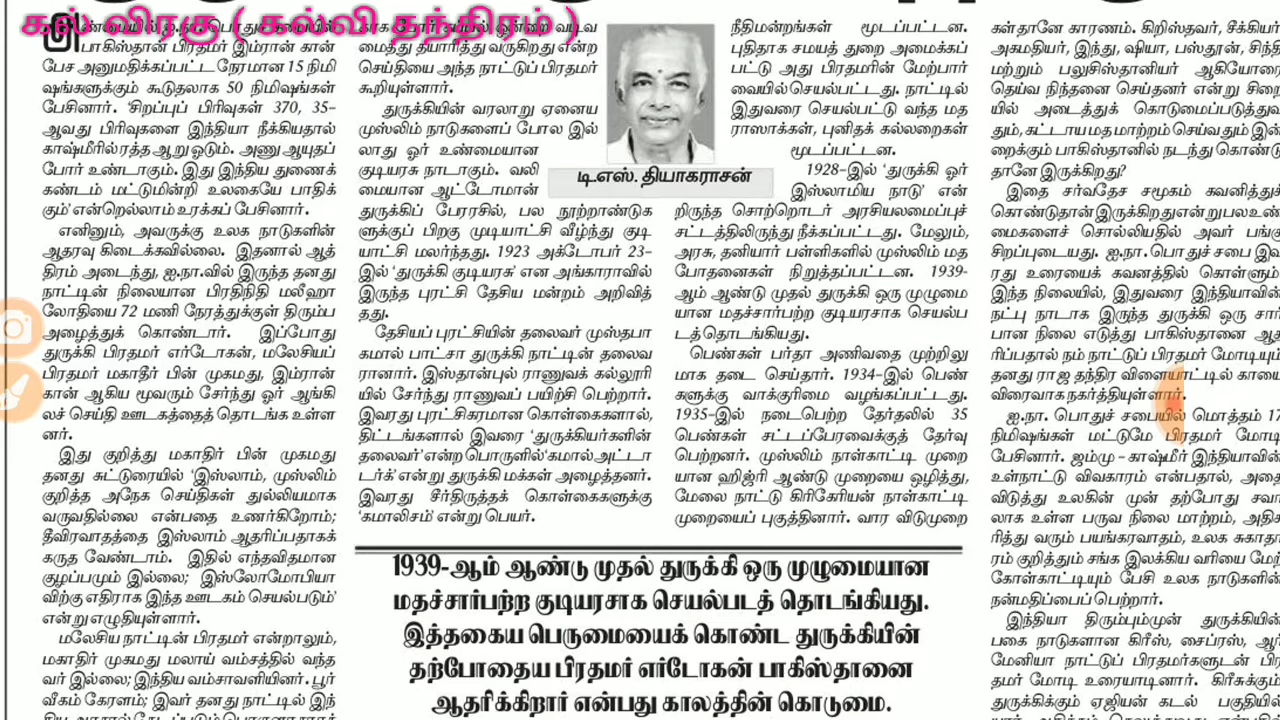 கல்விரகு ( கல்வி தந்திரம் )
பாகிஸ்தான் பிரதமர் இம்ரான் கான்
பேச அனுமதிக்கப்பட்ட நேரமான 15 நிமி
ஷங்களுக்கும் கூடுதலாக 50 நிமிஷங்கள்
பேசினார். 'சிறப்புப் பிரிவுகள் 370, 35-
ஆவது பிரிவுகளை இந்தியா நீக்கியதால்
காஷ்மீரில் ரத்த ஆறு ஓடும். அணு ஆயுதப்
போர் உண்டாகும். இது இந்திய துணைக்
கண்டம் மட்டுமின்றி உலகையே பாதிக்
கும்' என்றெல்லாம் உரக்கப் பேசினார்.
எனினும், அவருக்கு உலக நாடுகளின்
ஆதரவு கிடைக்கவில்லை. இதனால் ஆத்
திரம் அடைந்து, ஐ.நா.வில் இருந்த தனது
நாட்டின் நிலையான பிரதிநிதி மலீஹா
லோதியை 72 மணி நேரத்துக்குள் திரும்ப
அழைத்துக் கொண்டார். இப்போது
துருக்கி பிரதமர் எர்டோகன், மலேசியப்
பிரதமர் மகாதீர் பின் முகமது, இம்ரான்
கான் ஆகிய மூவரும் சேர்ந்து ஓர் ஆங்கி
லச் செய்தி ஊடகத்தைத் தொடங்க உள்ள
னர்.
இது குறித்து மகாதிர் பின் முகமது
தனது சுட்டுரையில் 'இஸ்லாம், முஸ்லிம்
குறித்த அநேக செய்திகள் துல்லியமாக
வருவதில்லை என்பதை உணர்கிறோம்;
தீவிரவாதத்தை இஸ்லாம் ஆதரிப்பதாகக்
கருத வேண்டாம். இதில் எந்தவிதமான
குழப்பமும் இல்லை; இஸ்லோமோபியா
விற்கு எதிராக இந்த ஊடகம் செயல்படும்'
என்று எழுதியுள்ளார்.
மலேசிய நாட்டின் பிரதமர் என்றாலும்,
மகாதிர் முகமது மலாய் வம்சத்தில் வந்த
வர் இல்லை; இந்திய வம்சாவளியினர். பூர்
வீகம் கேரளம்; இவர் தனது நாட்டில் இந்
மைத்து தயாரித்து வருகிறது என்ற
செய்தியை அந்த நாட்டுப் பிரதமர்
கூறியுள்ளார்.
துருக்கியின் வரலாறு ஏனைய
முஸ்லிம் நாடுகளைப் போல இல்
லாது ஓர் உண்மையான
குடியரசு நாடாகும். வலி
மையான ஆட்டோமான்
துருக்கிப் பேரரசில், பல நூற்றாண்டுக
ளுக்குப் பிறகு முடியாட்சி வீழ்ந்து குடி
யாட்சி மலர்ந்தது. 1923 அக்டோபர் 23-
இல் 'துருக்கி குடியரசு' என அங்காராவில்
இருந்த புரட்சி தேசிய மன்றம் அறிவித்
தது.
தேசியப் புரட்சியின் தலைவர் முஸ்தபா
கமால் பாட்சா துருக்கி நாட்டின் தலைவ
ரானார். இஸ்தான்புல் ராணுவக் கல்லூரி
யில் சேர்ந்து ராணுவப் பயிற்சி பெற்றார்.
இவரது புரட்சிகரமான கொள்கைகளால்,
திட்டங்களால் இவரை 'துருக்கியர்களின்
தலைவர்' என்ற பொருளில் 'கமால் அட்டா
டர்க்' என்று துருக்கி மக்கள் அழைத்தனர்.
இவரது சீர்திருத்தக் கொள்கைகளுக்கு
'கமாலிசம்' என்று பெயர்.
டி.எஸ். தியாகராசன்
நீதிமன்றங்கள் மூடப்பட்டன.
புதிதாக சமயத் துறை அமைக்கப்
பட்டு அது பிரதமரின் மேற்பார்
வையில் செயல்பட்டது. நாட்டில்
இதுவரை செயல்பட்டு வந்த மத
ராஸாக்கள், புனிதக் கல்லறைகள்
மூடப்பட்டன.
1928-இல் 'துருக்கி ஓர்
இஸ்லாமிய நாடு' என்
றிருந்த சொற்றொடர் அரசியலமைப்புச்
சட்டத்திலிருந்து நீக்கப்பட்டது. மேலும்,
அரசு, தனியார் பள்ளிகளில் முஸ்லிம் மத
போதனைகள் நிறுத்தப்பட்டன. 1939-
ஆம் ஆண்டு முதல் துருக்கி ஒரு முழுமை
யான மதச்சார்பற்ற குடியரசாக செயல்ப
டத்தொடங்கியது.
பெண்கள் பர்தா அணிவதை முற்றிலு
மாக தடை செய்தார். 1934-இல் பெண்
களுக்கு வாக்குரிமை வழங்கப்பட்டது.
1935-இல் நடைபெற்ற தேர்தலில் 35
பெண்கள் சட்டப்பேரவைக்குத் தேர்வு
பெற்றனர். முஸ்லிம் நாள்காட்டி முறை
யான ஹிஜ்ரி ஆண்டு முறையை ஒழித்து,
மேலை நாட்டு கிரிகேரியன் நாள்காட்டி
முறையைப் புகுத்தினார். வார விடுமுறை
1939-ஆம் ஆண்டு முதல் துருக்கி ஒரு முழுமையான
மதச்சார்பற்ற குடியரசாக செயல்படத் தொடங்கியது.
இத்தகைய பெருமையைக் கொண்ட துருக்கியின்
தற்போதைய பிரதமர் எர்டோகன் பாகிஸ்தானை
ஆதரிக்கிறார் என்பது காலத்தின் கொடுமை.
கள்தானே காரணம். கிறிஸ்தவர், சீக்கியர்
அகமதியர், இந்து, ஷியா, பஸ்தூன், சிந்தி
மற்றும் பலுசிஸ்தானியர் ஆகியோரை
தெய்வ நிந்தனை செய்தனர் என்று சிறை
யில் அடைத்துக் கொடுமைப்படுத்துவ
தும், கட்டாய மத மாற்றம் செய்வதும் இன்
றைக்கும் பாகிஸ்தானில் நடந்து கொண்டு
தானே இருக்கிறது?
இதை சர்வதேச சமூகம் கவனித்துக்
கொண்டுதான் இருக்கிறது என்று பல உண்
மைகளைச் சொல்லியதில் அவர் பங்கு
சிறப்புடையது. ஐ.நா. பொதுச் சபை இவ
ரது உரையைக் கவனத்தில் கொள்ளும்
இந்த நிலையில், இதுவரை இந்தியாவின்
நட்பு நாடாக இருந்த துருக்கி ஒரு சார்
பான நிலை எடுத்து பாகிஸ்தானை ஆத
ரிப்பதால் நம் நாட்டுப் பிரதமர் மோடியும்
தனது ராஜ தந்திர விளையாட்டில் காயை
விரைவாக நகர்த்தியுள்ளார்.
ஐ.நா. பொதுச் சபையில் மொத்தம் 17
நிமிஷங்கள் மட்டுமே பிரதமர் மோடி
பேசினார். ஜம்மு - காஷ்மீர் இந்தியாவின்
உள்நாட்டு விவகாரம் என்பதால், அதை
விடுத்து உலகின் முன் தற்போது சவா
லாக உள்ள பருவ நிலை மாற்றம், அதிக
ரித்து வரும் பயங்கரவாதம், உலக சுகாதா
ரம் குறித்தும் சங்க இலக்கிய வரியை மேற்
கோள்காட்டியும் பேசி உலக நாடுகளின்
நன்மதிப்பைப் பெற்றார்.
இந்தியா திரும்பும்முன் துருக்கியின்
பகை நாடுகளான கிரீஸ், சைப்ரஸ், ஆர்
மேனியா நாட்டுப் பிரதமர்களுடன் பிர
தமர் மோடி உரையாடினார். கிரீசுக்கும்
துருக்கிக்கும் ஏஜியன் கடல் பகுதியில்